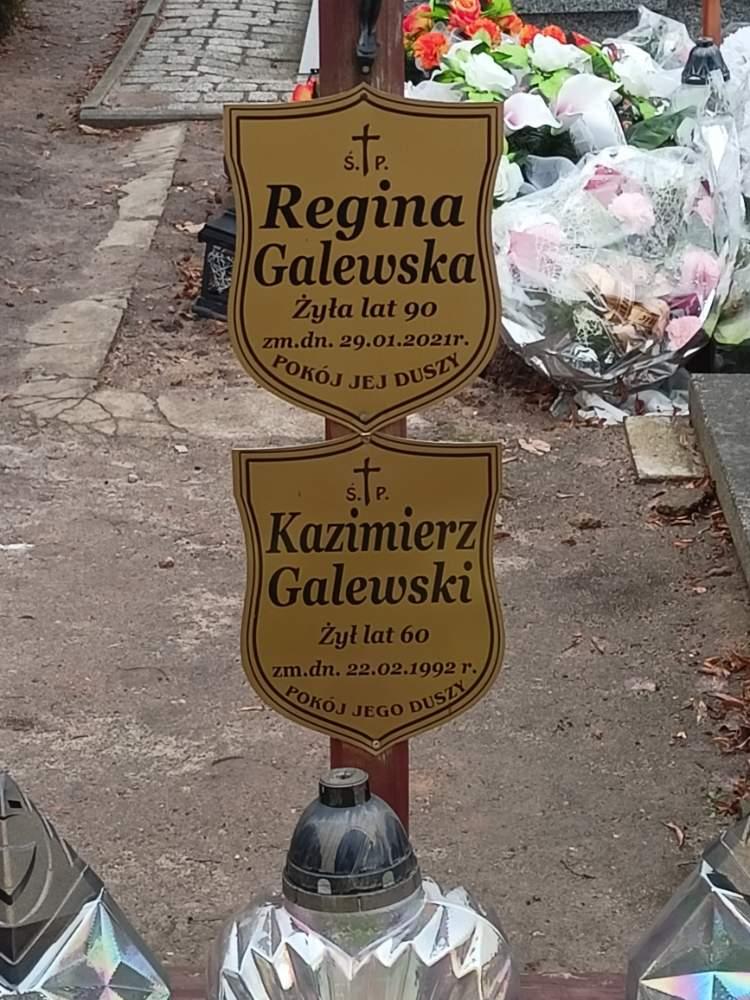 Ś. P.
Regina
Galewska
Żyła lat 90
zm.dn. 29.01.2021r.
POKÓJ JEJ DUSZY
Ś. P.
Kazimierz
Galewski
Żył lat 60
zm.dn. 22.02.1992 r.
POKÓJ JEGO DUSZY